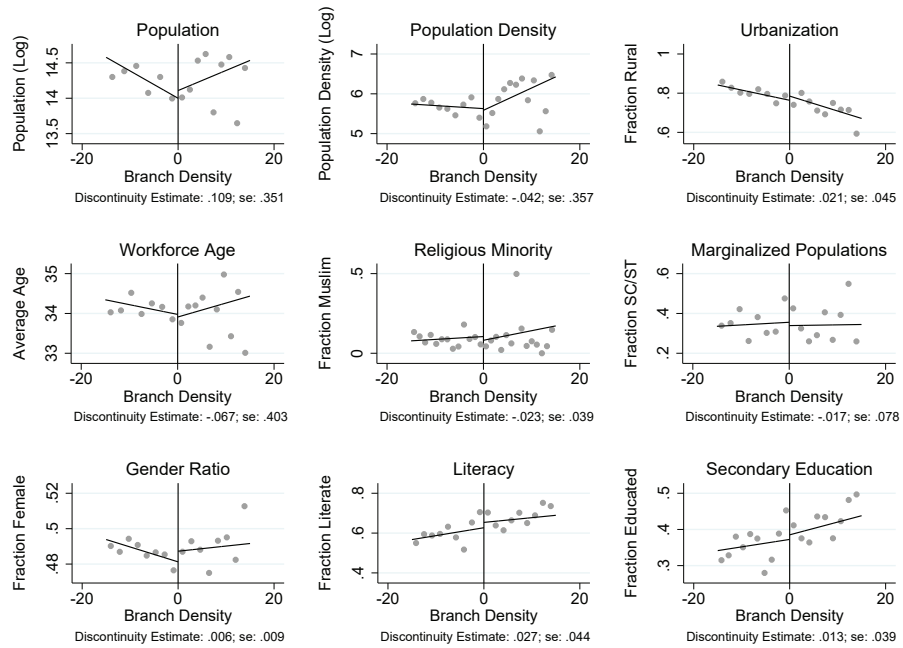 Population
Population (Log)
14.5
14
13.5
-20 0 20
Branch Density
Discontinuity Estimate: .109; se: .351
Population Density
Population Density (Log)
7
6
5
-20 0 20
Branch Density
Discontinuity Estimate: -.042; se: .357
Urbanization
Fraction Rural
1
.8
.6
-20 0 20
Branch Density
Discontinuity Estimate: .021; se: .045
Workforce Age
Average Age
35
34
33
-20 0 20
Branch Density
Discontinuity Estimate: -.067; se: .403
Religious Minority
Fraction Muslim
.5
0
-20 0 20
Branch Density
Discontinuity Estimate: -.023; se: .039
Marginalized Populations
Fraction SC/ST
.6
.4
.2
-20 0 20
Branch Density
Discontinuity Estimate: -.017; se: .078
Gender Ratio
Fraction Female
.52
.5
.48
-20 0 20
Branch Density
Discontinuity Estimate: .006; se: .009
Literacy
Fraction Literate
.8
.6
.4
-20 0 20
Branch Density
Discontinuity Estimate: .027; se: .044
Secondary Education
Fraction Educated
.5
.4
.3
-20 0 20
Branch Density
Discontinuity Estimate: .013; se: .039